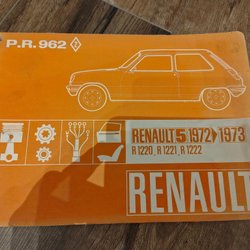 P.R. 962
RENAULT 5 1972▶1973
R 1220, R 1221, R 1222
RENAULT